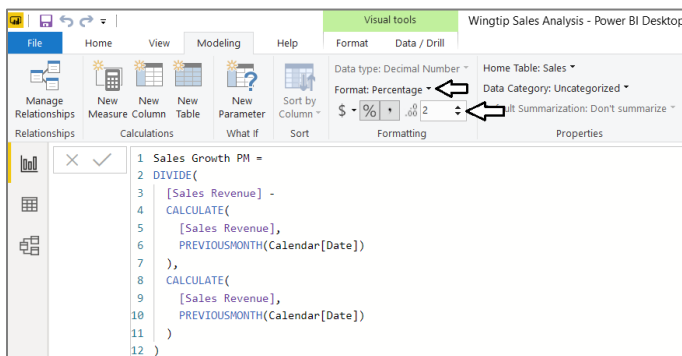 Visual tools
Wingtip Sales Analysis - Power BI Desktop
File Home View Modeling Help Format Data / Drill
Manage Relationships
New Measure
New Column
New Table
New Parameter
Sort by Column
Data type: Decimal Number
Format: Percentage
$ % , .00 2
Home Table: Sales
Data Category: Uncategorized
Summarization: Don't summarize
Relationships Calculations What If Sort Formatting Properties
1 Sales Growth PM =
2 DIVIDE(
3 [Sales Revenue] -
4 CALCULATE(
5 [Sales Revenue],
6 PREVIOUSMONTH(Calendar[Date])
7 ),
8 CALCULATE(
9 [Sales Revenue],
10 PREVIOUSMONTH(Calendar[Date])
11 )
12 )